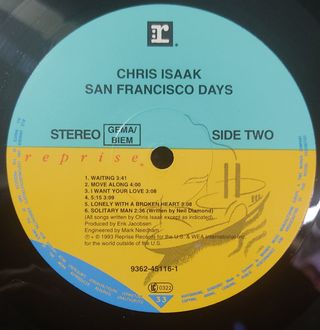 r
CHRIS ISAAK
SAN FRANCISCO DAYS
STEREO
GEMA/
BIEM
SIDE TWO
reprise
1. WAITING 3:41
2. MOVE ALONG 4:00
3. I WANT YOUR LOVE 3:08
4. 5:15 3:09
5. LONELY WITH A BROKEN HEART 3:08
6. SOLITARY MAN 2:36 (Written by Neil Diamond)
(All songs written by Chris Isaak except as indicated)
Produced by Erik Jacobsen
Engineered by Mark Needham
℗ © 1993 Reprise Records for the U.S. & WEA International Inc.
for the world outside of the U.S.
9362-45116-1
LC
0322
33